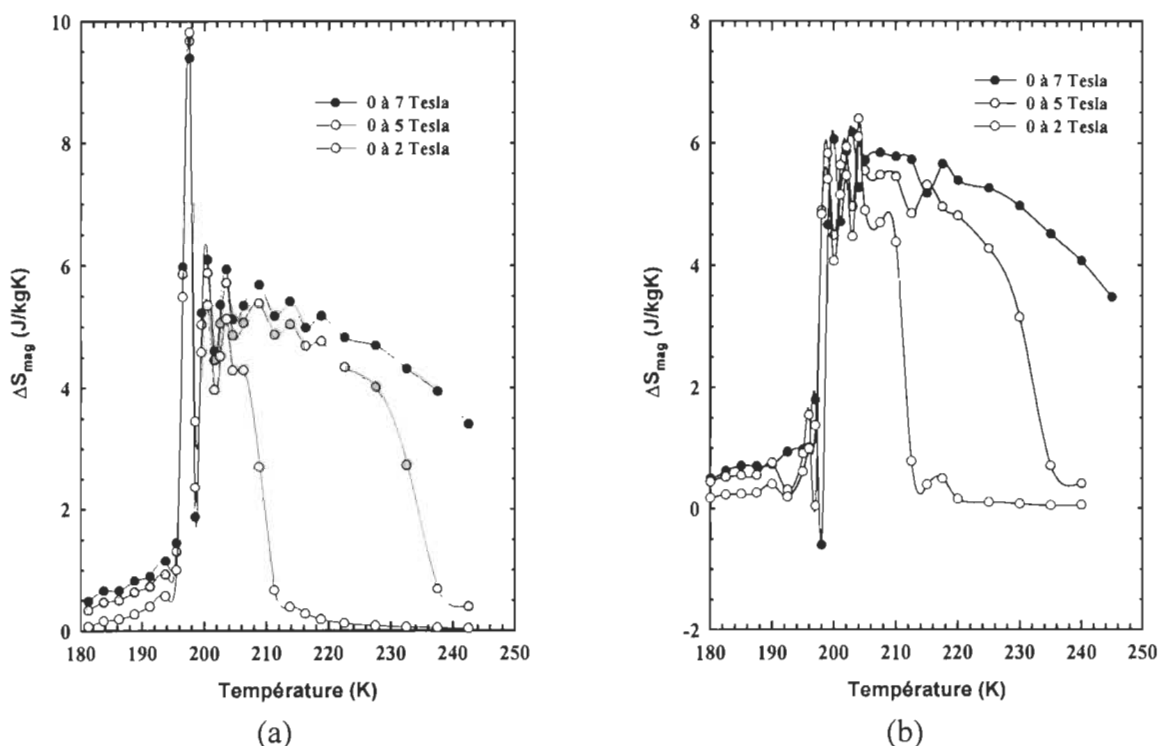 10
8
6
4
2
0
ΔS_mag (J/kgK)
0 à 7 Tesla
0 à 5 Tesla
0 à 2 Tesla
180 190 200 210 220 230 240 250
Température (K)
(a)
8
6
4
2
0
-2
ΔS_mag (J/kgK)
0 à 7 Tesla
0 à 5 Tesla
0 à 2 Tesla
180 190 200 210 220 230 240 250
Température (K)
(b)